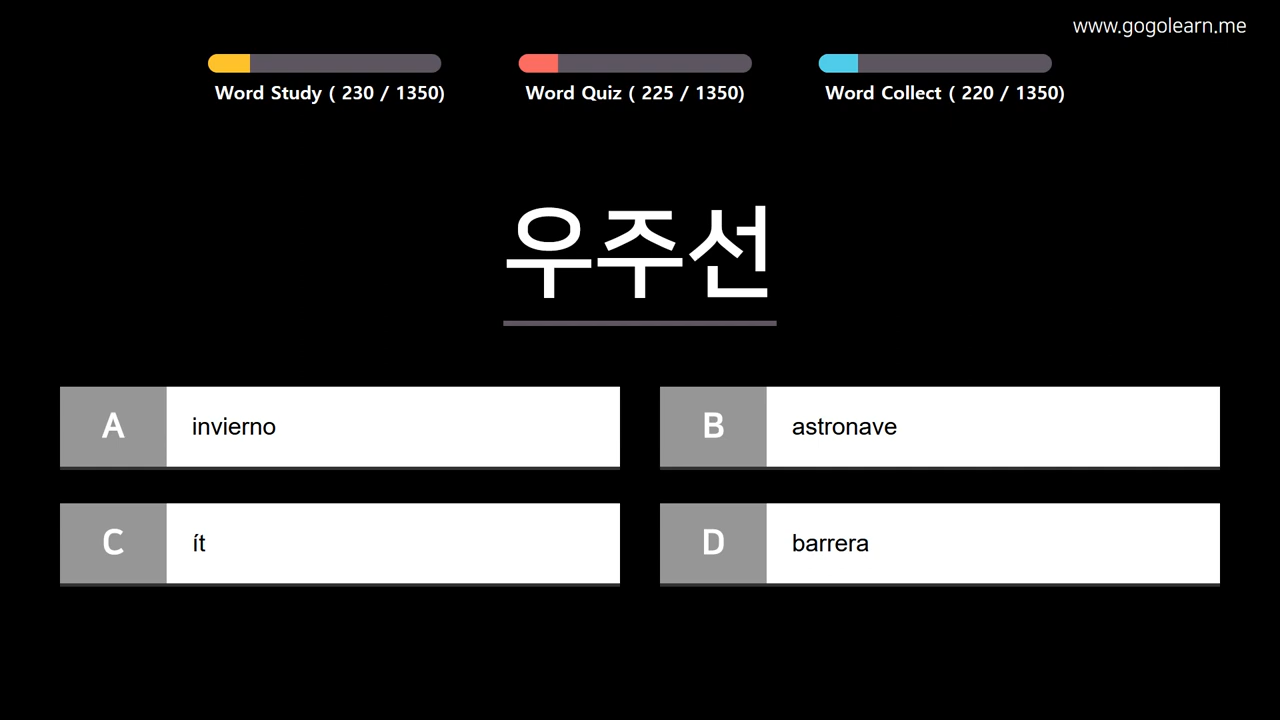 www.gogolearn.me
Word Study ( 230 / 1350)
Word Quiz ( 225 / 1350)
Word Collect ( 220 / 1350)
우주선
A invierno
B astronave
C ít
D barrera